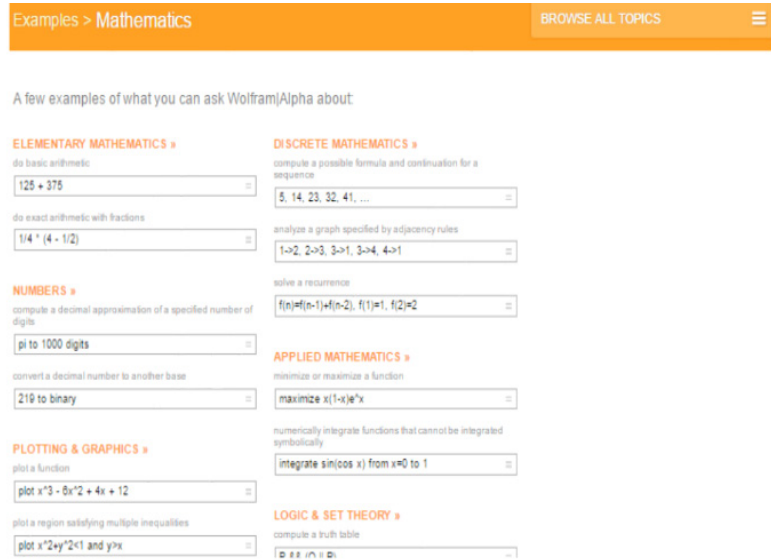 Examples > Mathematics
BROWSE ALL TOPICS
A few examples of what you can ask Wolfram|Alpha about:
ELEMENTARY MATHEMATICS »
do basic arithmetic
125 + 375
do exact arithmetic with fractions
1/4 * (4 - 1/2)
NUMBERS »
compute a decimal approximation of a specified number of
digits
pi to 1000 digits
convert a decimal number to another base
219 to binary
PLOTTING & GRAPHICS »
plot a function
plot x^3 - 6x^2 + 4x + 12
plot a region satisfying multiple inequalities
plot x^2+y^2<1 and y>x
DISCRETE MATHEMATICS »
compute a possible formula and continuation for a
sequence
5, 14, 23, 32, 41, ...
analyze a graph specified by adjacency rules
1->2, 2->3, 3->1, 3->4, 4->1
solve a recurrence
f(n)=f(n-1)+f(n-2), f(1)=1, f(2)=2
APPLIED MATHEMATICS »
minimize or maximize a function
maximize x(1-x)e^x
numerically integrate functions that cannot be integrated
symbolically
integrate sin(cos x) from x=0 to 1
LOGIC & SET THEORY »
compute a truth table